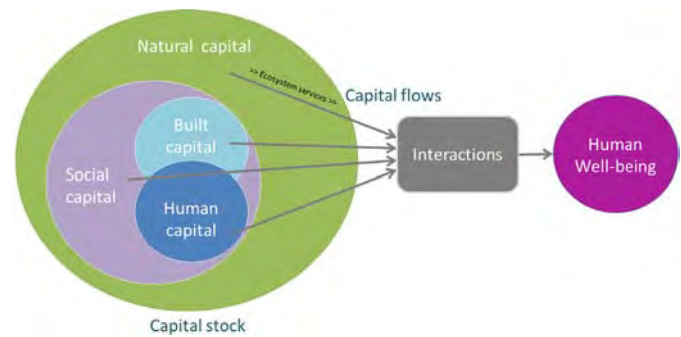 Natural capital
>> Ecosystem services >>
Capital flows
Built
capital
Social
capital
Human
capital
Interactions
Human
Well-being
Capital stock